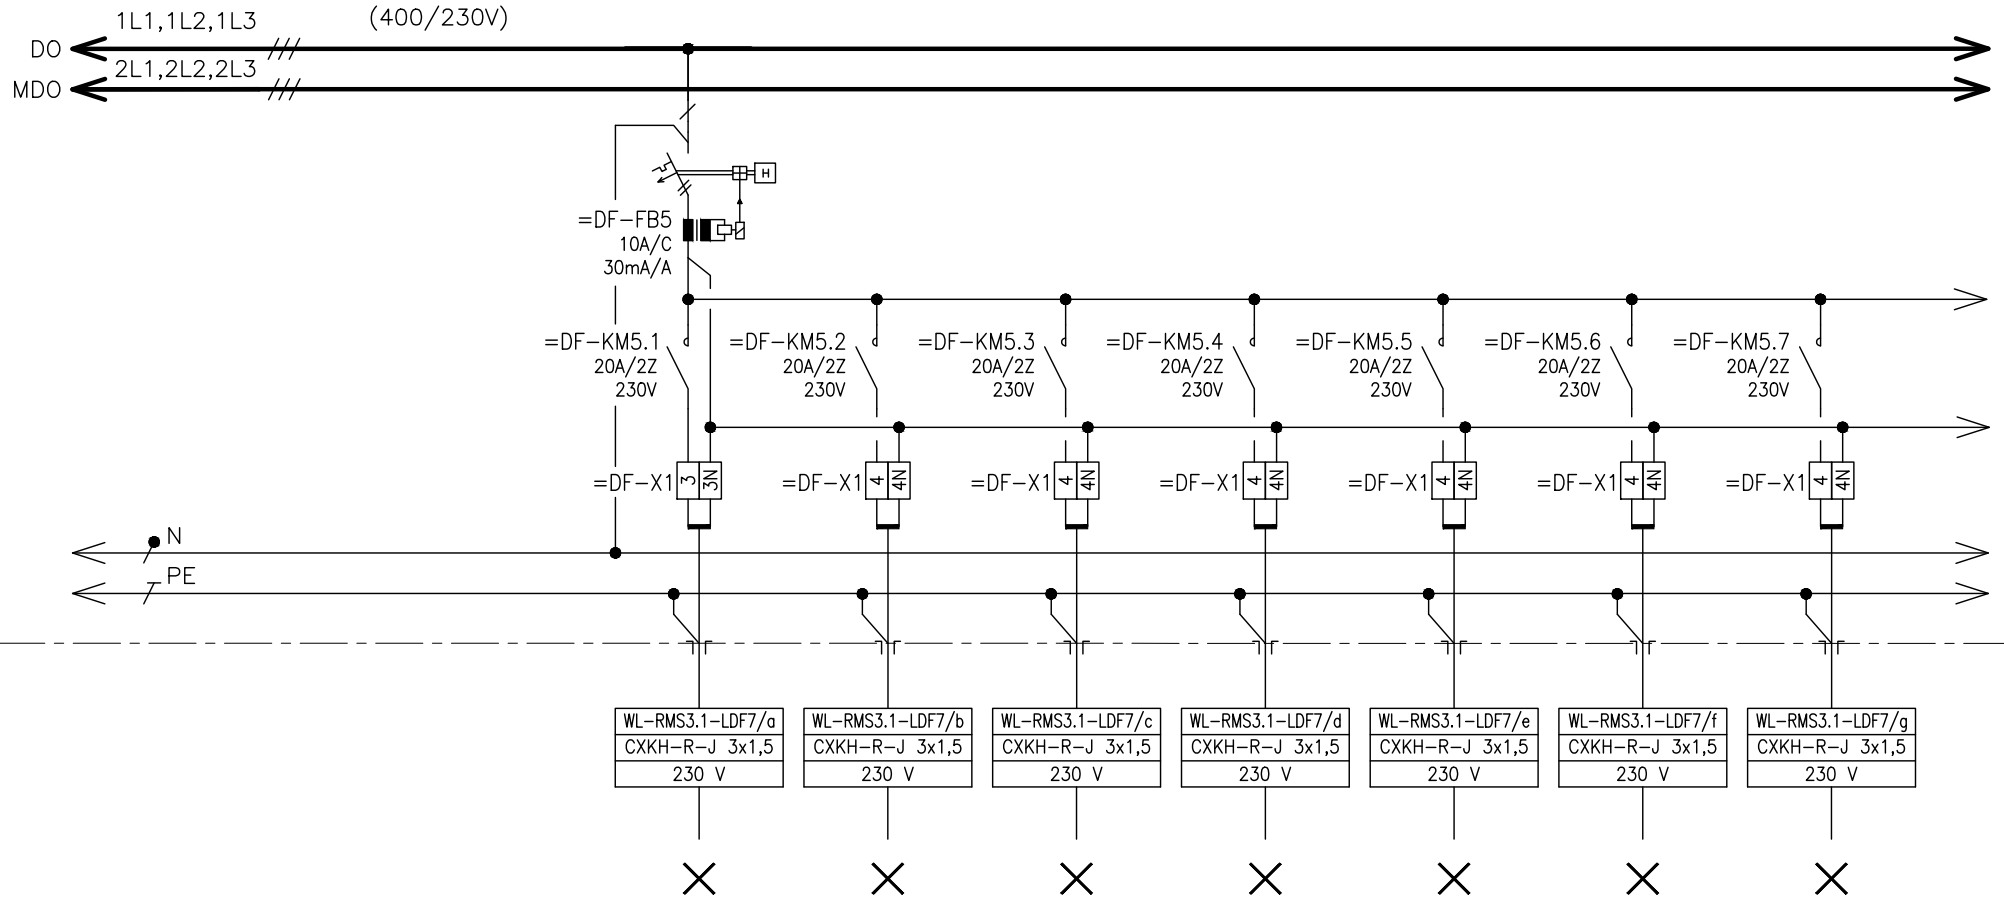 1L1,1L2,1L3 (400/230V)
DO
2L1,2L2,2L3
MDO
H
=DF-FB5
10A/C
30mA/A
=DF-KM5.1 =DF-KM5.2 =DF-KM5.3 =DF-KM5.4 =DF-KM5.5 =DF-KM5.6 =DF-KM5.7
20A/2Z 20A/2Z 20A/2Z 20A/2Z 20A/2Z 20A/2Z 20A/2Z
230V 230V 230V 230V 230V 230V 230V
=DF-X1 3 3N =DF-X1 4 4N =DF-X1 4 4N =DF-X1 4 4N =DF-X1 4 4N =DF-X1 4 4N =DF-X1 4 4N
N
PE
WL-RMS3.1-LDF7/a WL-RMS3.1-LDF7/b WL-RMS3.1-LDF7/c WL-RMS3.1-LDF7/d WL-RMS3.1-LDF7/e WL-RMS3.1-LDF7/f WL-RMS3.1-LDF7/g
CXKH-R-J 3x1,5 CXKH-R-J 3x1,5 CXKH-R-J 3x1,5 CXKH-R-J 3x1,5 CXKH-R-J 3x1,5 CXKH-R-J 3x1,5 CXKH-R-J 3x1,5
230 V 230 V 230 V 230 V 230 V 230 V 230 V